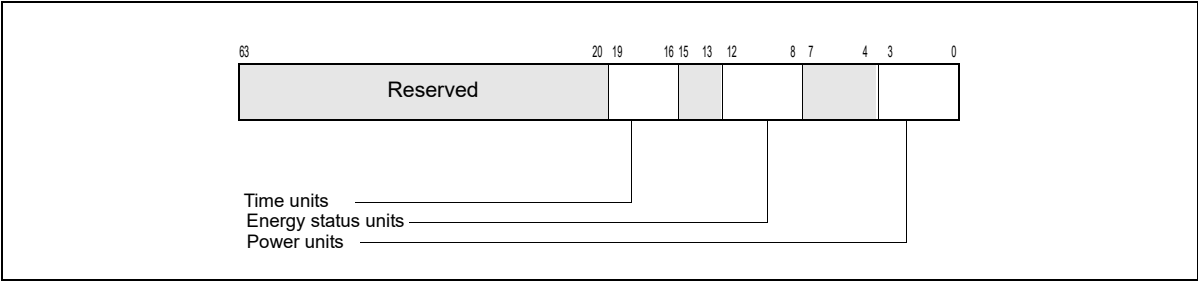 63 20 19 16 15 13 12 8 7 4 3 0
Reserved
Time units
Energy status units
Power units